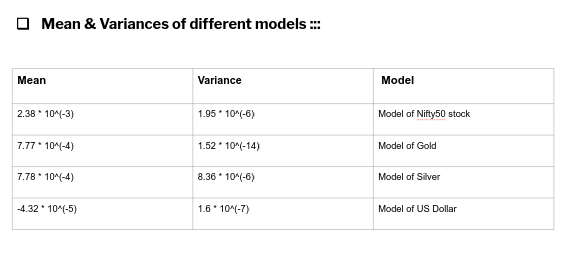 ❑ Mean & Variances of different models :::
Mean Variance Model
2.38 * 10^(-3) 1.95 * 10^(-6) Model of Nifty50 stock
7.77 * 10^(-4) 1.52 * 10^(-14) Model of Gold
7.78 * 10^(-4) 8.36 * 10^(-6) Model of Silver
-4.32 * 10^(-5) 1.6 * 10^(-7) Model of US Dollar